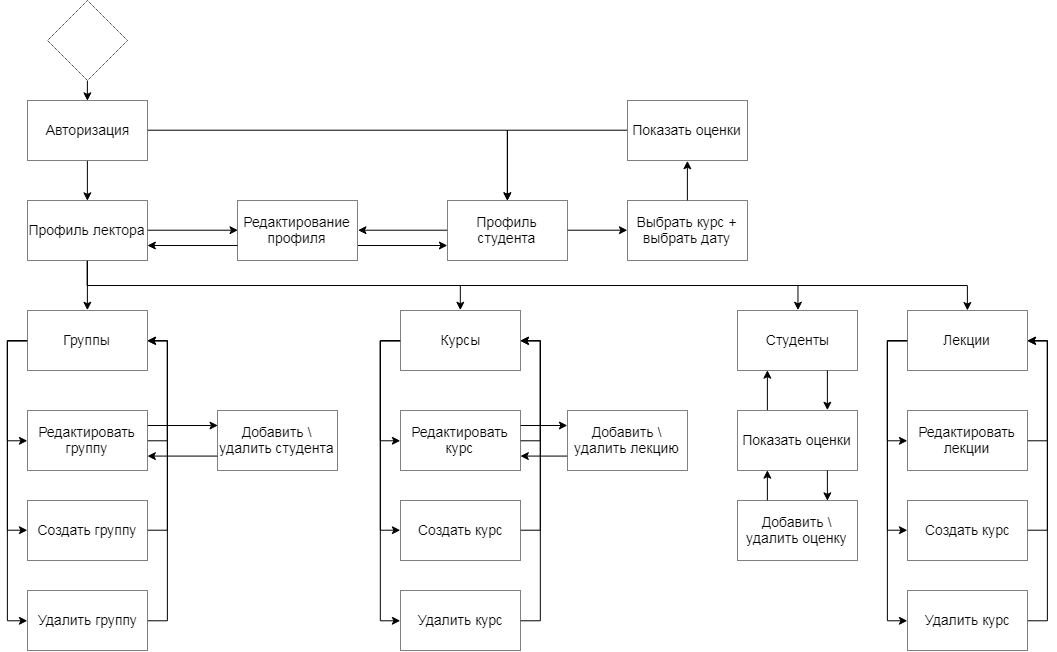 Авторизация
Показать оценки
Профиль лектора
Редактирование
профиля
Профиль
студента
Выбрать курс +
выбрать дату
Группы
Курсы
Студенты
Лекции
Редактировать
группу
Добавить \
удалить студента
Редактировать
курс
Добавить \
удалить лекцию
Показать оценки
Редактировать
лекции
Создать группу
Создать курс
Добавить \
удалить оценку
Создать курс
Удалить группу
Удалить курс
Удалить курс